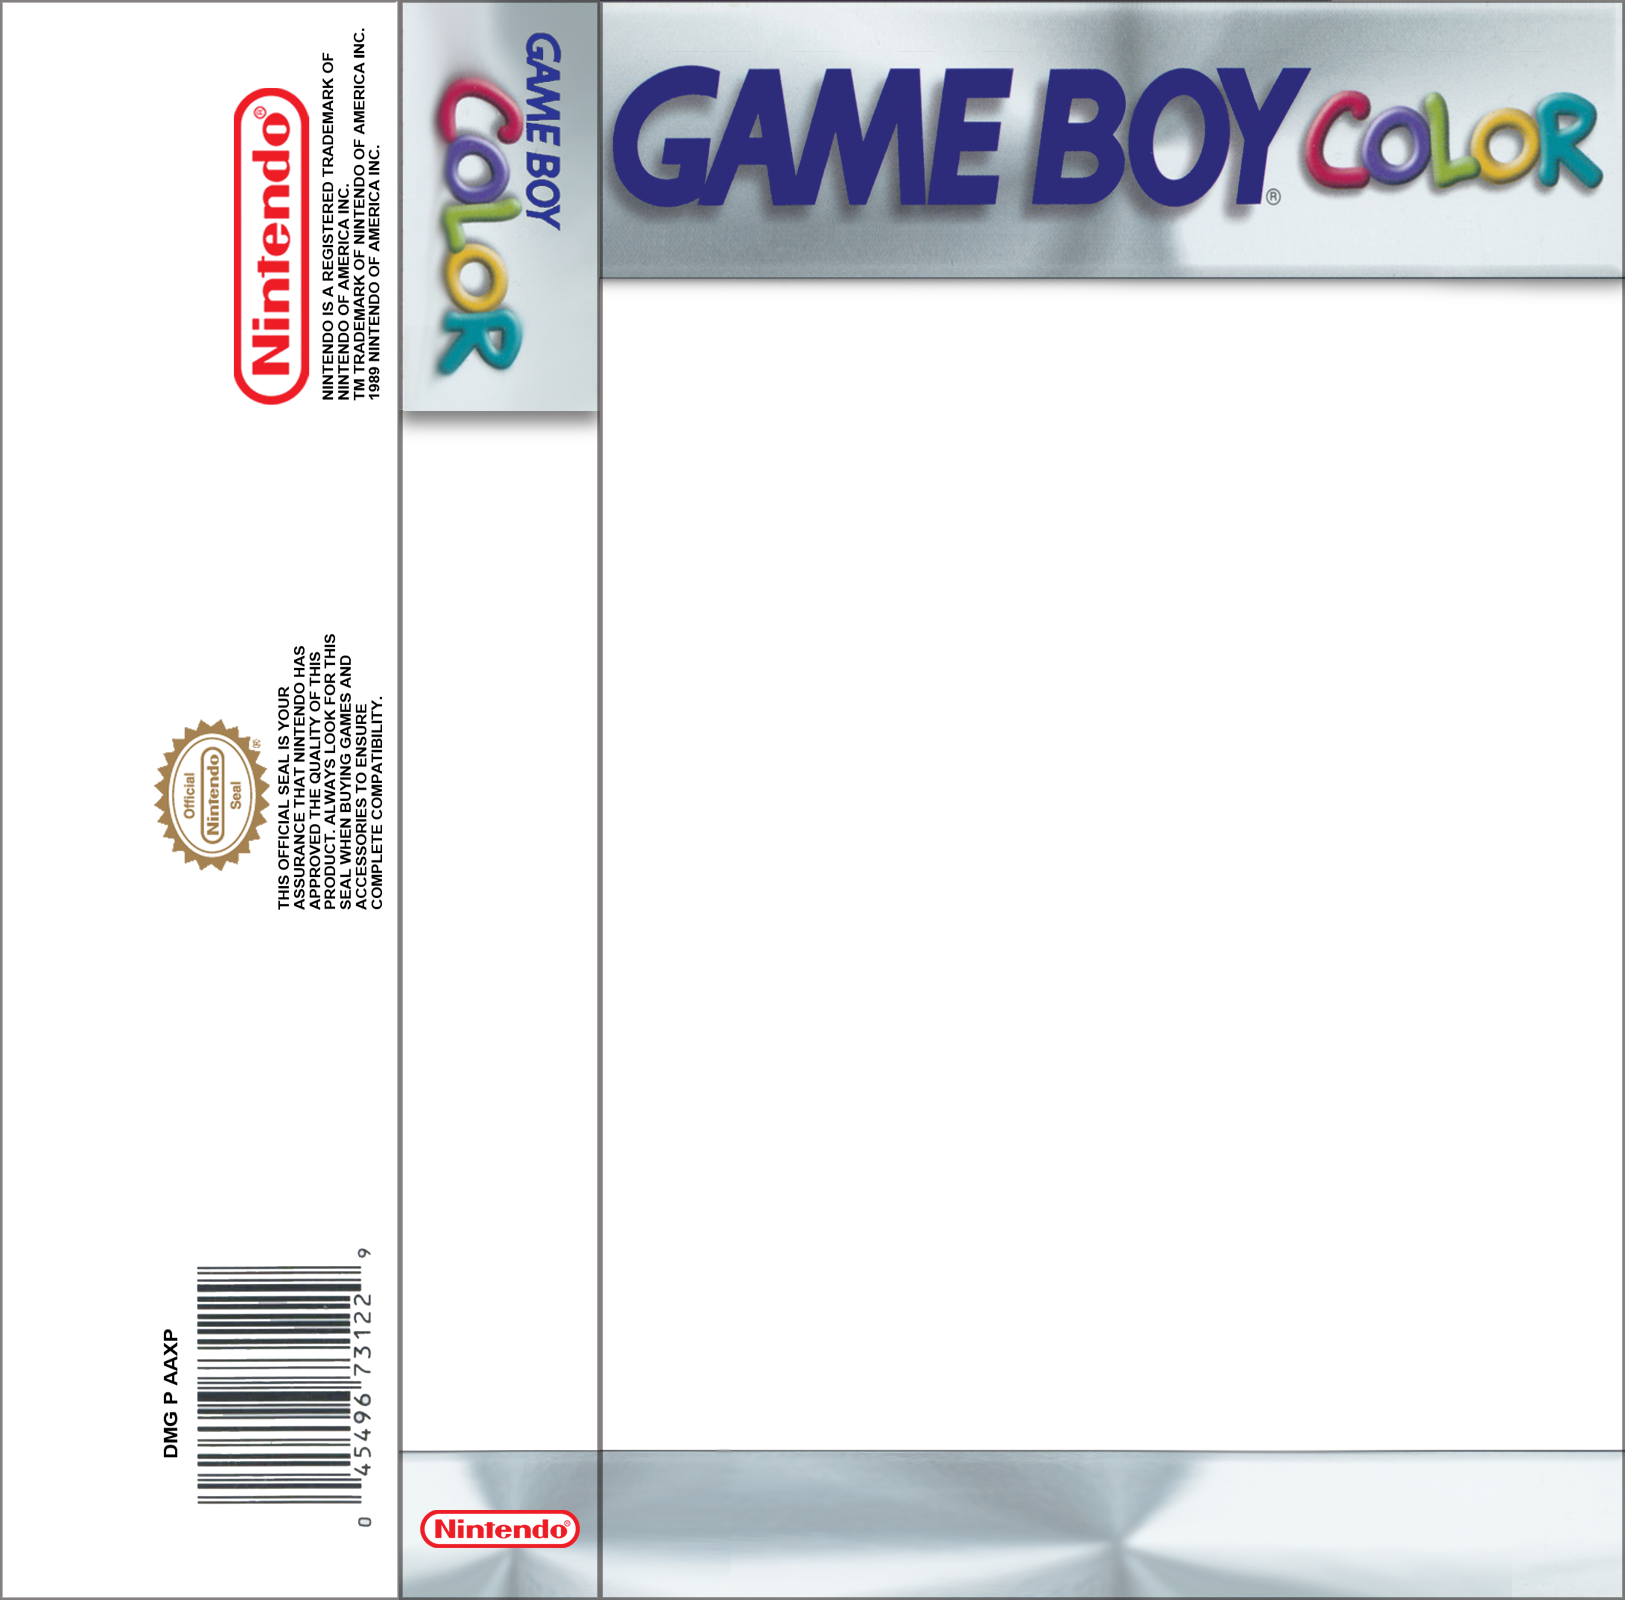 Nintendo®
NINTENDO IS A REGISTERED TRADEMARK OF
NINTENDO OF AMERICA INC.
TM TRADEMARK OF NINTENDO OF AMERICA INC.
1989 NINTENDO OF AMERICA INC.
Official
Nintendo
Seal
®
THIS OFFICIAL SEAL IS YOUR
ASSURANCE THAT NINTENDO HAS
APPROVED THE QUALITY OF THIS
PRODUCT. ALWAYS LOOK FOR THIS
SEAL WHEN BUYING GAMES AND
ACCESSORIES TO ENSURE
COMPLETE COMPATIBILITY.
DMG P AAXP
0 45496 73122 9
GAME BOY
COLOR
Nintendo®
GAME BOY® COLOR